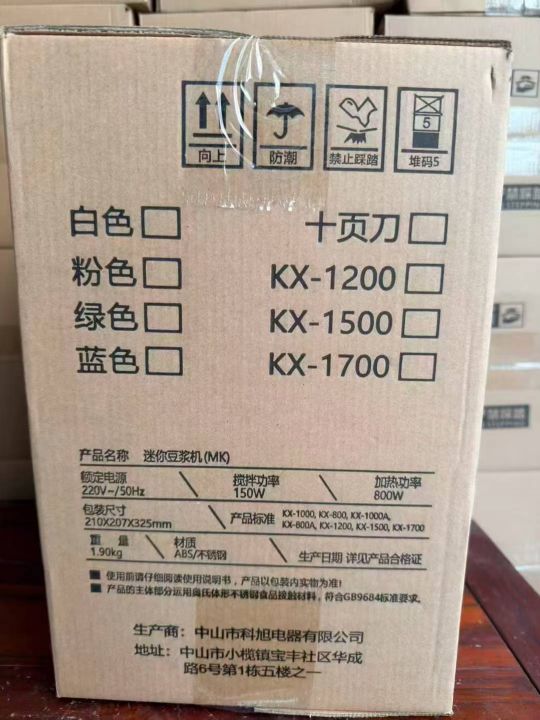 5
向上 防潮 禁止踩踏 堆码5
白色 十页刀
粉色 KX-1200
绿色 KX-1500
蓝色 KX-1700
产品名称 迷你豆浆机(MK)
额定电源 220V~/50Hz 搅拌功率 150W 加热功率 800W
包装尺寸 210X207X325mm 产品标准 KX-1000, KX-800, KX-1000A, KX-800A, KX-1200, KX-1500, KX-1700
重量 1.90kg 材质 ABS/不锈钢 生产日期 详见产品合格证
使用前请仔细阅读使用说明书，产品以包装内实物为准!
产品的主体部分运用奥氏体形不锈钢食品接触材料，符合GB9684标准要求。
生产商：中山市科旭电器有限公司
地址：中山市小榄镇宝丰社区华成
路6号第1栋五楼之一